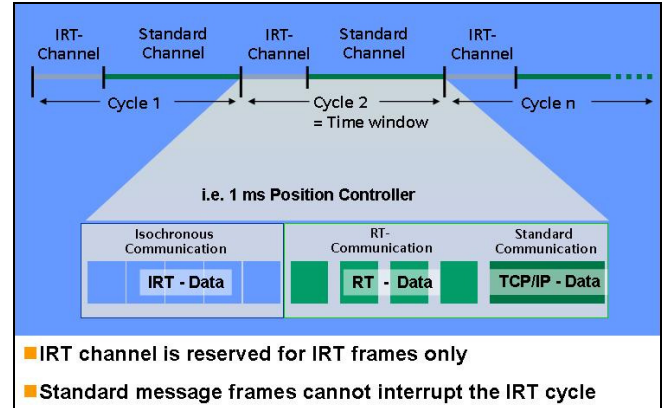 IRT-
Channel
Standard
Channel
IRT-
Channel
Standard
Channel
IRT-
Channel
Cycle 1
Cycle 2
= Time window
Cycle n
i.e. 1 ms Position Controller
Isochronous
Communication
RT-
Communication
Standard
Communication
IRT - Data
RT - Data
TCP/IP - Data
IRT channel is reserved for IRT frames only
Standard message frames cannot interrupt the IRT cycle